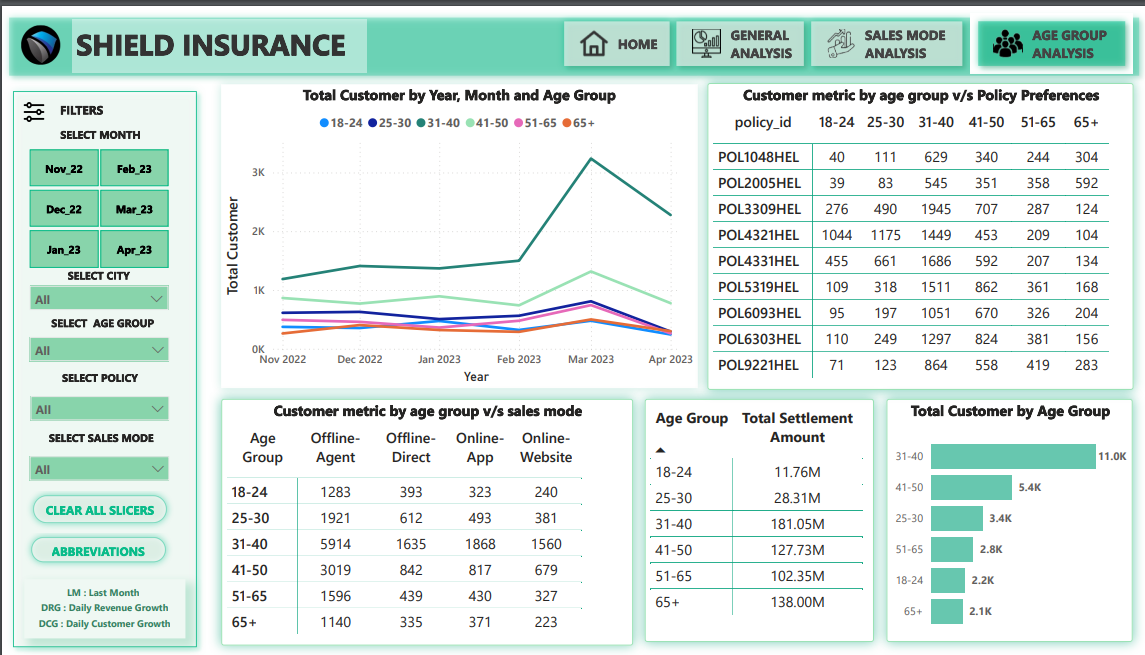 SHIELD INSURANCE
HOME
GENERAL
ANALYSIS
SALES MODE
ANALYSIS
AGE GROUP
ANALYSIS
FILTERS
SELECT MONTH
Nov_22 Feb_23
Dec_22 Mar_23
Jan_23 Apr_23
SELECT CITY
All
SELECT AGE GROUP
All
SELECT POLICY
All
SELECT SALES MODE
All
CLEAR ALL SLICERS
ABBREVIATIONS
LM : Last Month
DRG : Daily Revenue Growth
DCG : Daily Customer Growth
Total Customer by Year, Month and Age Group
18-24 25-30 31-40 41-50 51-65 65+
Total Customer
3K
2K
1K
0K
Nov 2022 Dec 2022 Jan 2023 Feb 2023 Mar 2023 Apr 2023
Year
Customer metric by age group v/s Policy Preferences
policy_id 18-24 25-30 31-40 41-50 51-65 65+
POL1048HEL 40 111 629 340 244 304
POL2005HEL 39 83 545 351 358 592
POL3309HEL 276 490 1945 707 287 124
POL4321HEL 1044 1175 1449 453 209 104
POL4331HEL 455 661 1686 592 207 134
POL5319HEL 109 318 1511 862 361 168
POL6093HEL 95 197 1051 670 326 204
POL6303HEL 110 249 1297 824 381 156
POL9221HEL 71 123 864 558 419 283
Customer metric by age group v/s sales mode
Age Offline- Offline- Online- Online-
Group Agent Direct App Website
18-24 1283 393 323 240
25-30 1921 612 493 381
31-40 5914 1635 1868 1560
41-50 3019 842 817 679
51-65 1596 439 430 327
65+ 1140 335 371 223
Age Group Total Settlement
Amount
18-24 11.76M
25-30 28.31M
31-40 181.05M
41-50 127.73M
51-65 102.35M
65+ 138.00M
Total Customer by Age Group
31-40 11.0K
41-50 5.4K
25-30 3.4K
51-65 2.8K
18-24 2.2K
65+ 2.1K